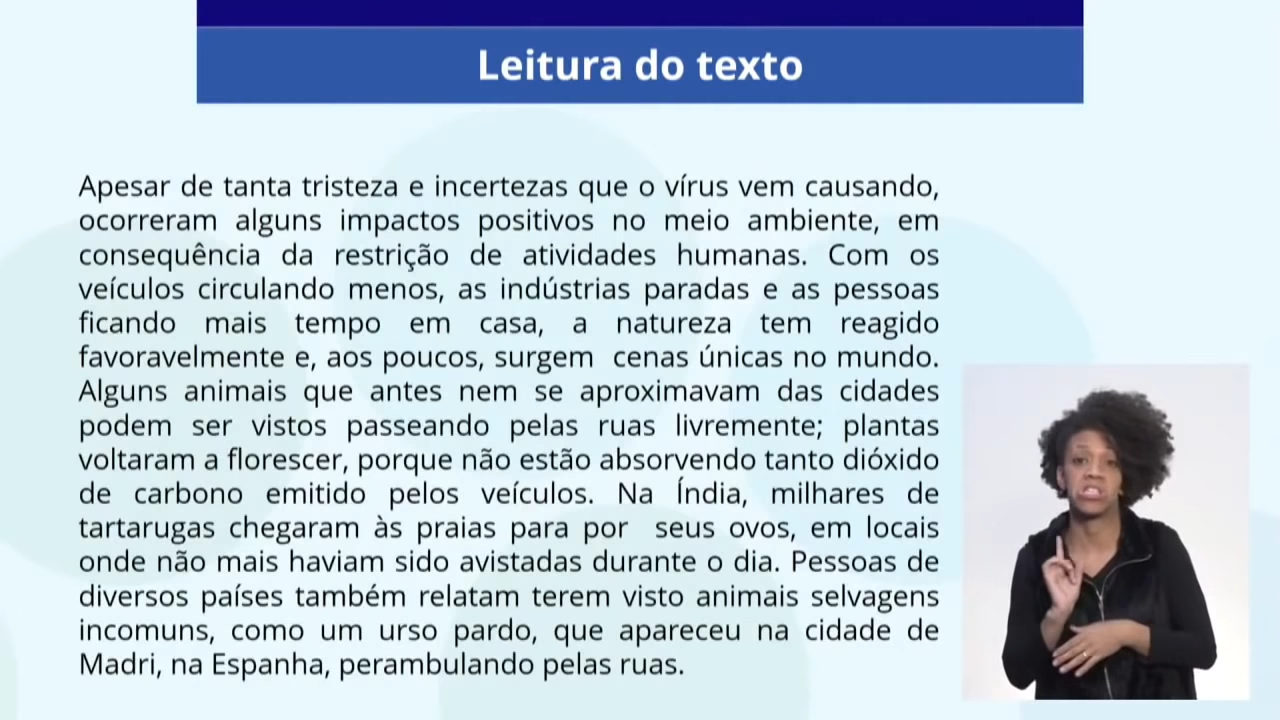 Leitura do texto
Apesar de tanta tristeza e incertezas que o vírus vem causando,
ocorreram alguns impactos positivos no meio ambiente, em
consequência da restrição de atividades humanas. Com os
veículos circulando menos, as indústrias paradas e as pessoas
ficando mais tempo em casa, a natureza tem reagido
favoravelmente e, aos poucos, surgem cenas únicas no mundo.
Alguns animais que antes nem se aproximavam das cidades
podem ser vistos passeando pelas ruas livremente; plantas
voltaram a florescer, porque não estão absorvendo tanto dióxido
de carbono emitido pelos veículos. Na Índia, milhares de
tartarugas chegaram às praias para por seus ovos, em locais
onde não mais haviam sido avistadas durante o dia. Pessoas de
diversos países também relatam terem visto animais selvagens
incomuns, como um urso pardo, que apareceu na cidade de
Madri, na Espanha, perambulando pelas ruas.